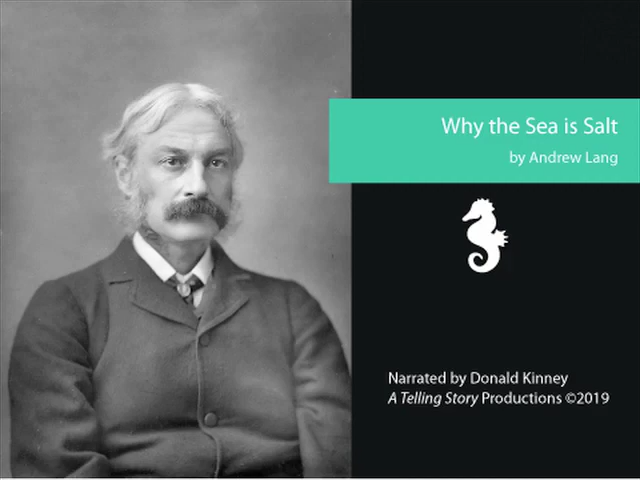 Why the Sea is Salt
by Andrew Lang
Narrated by Donald Kinney
A Telling Story Productions ©2019